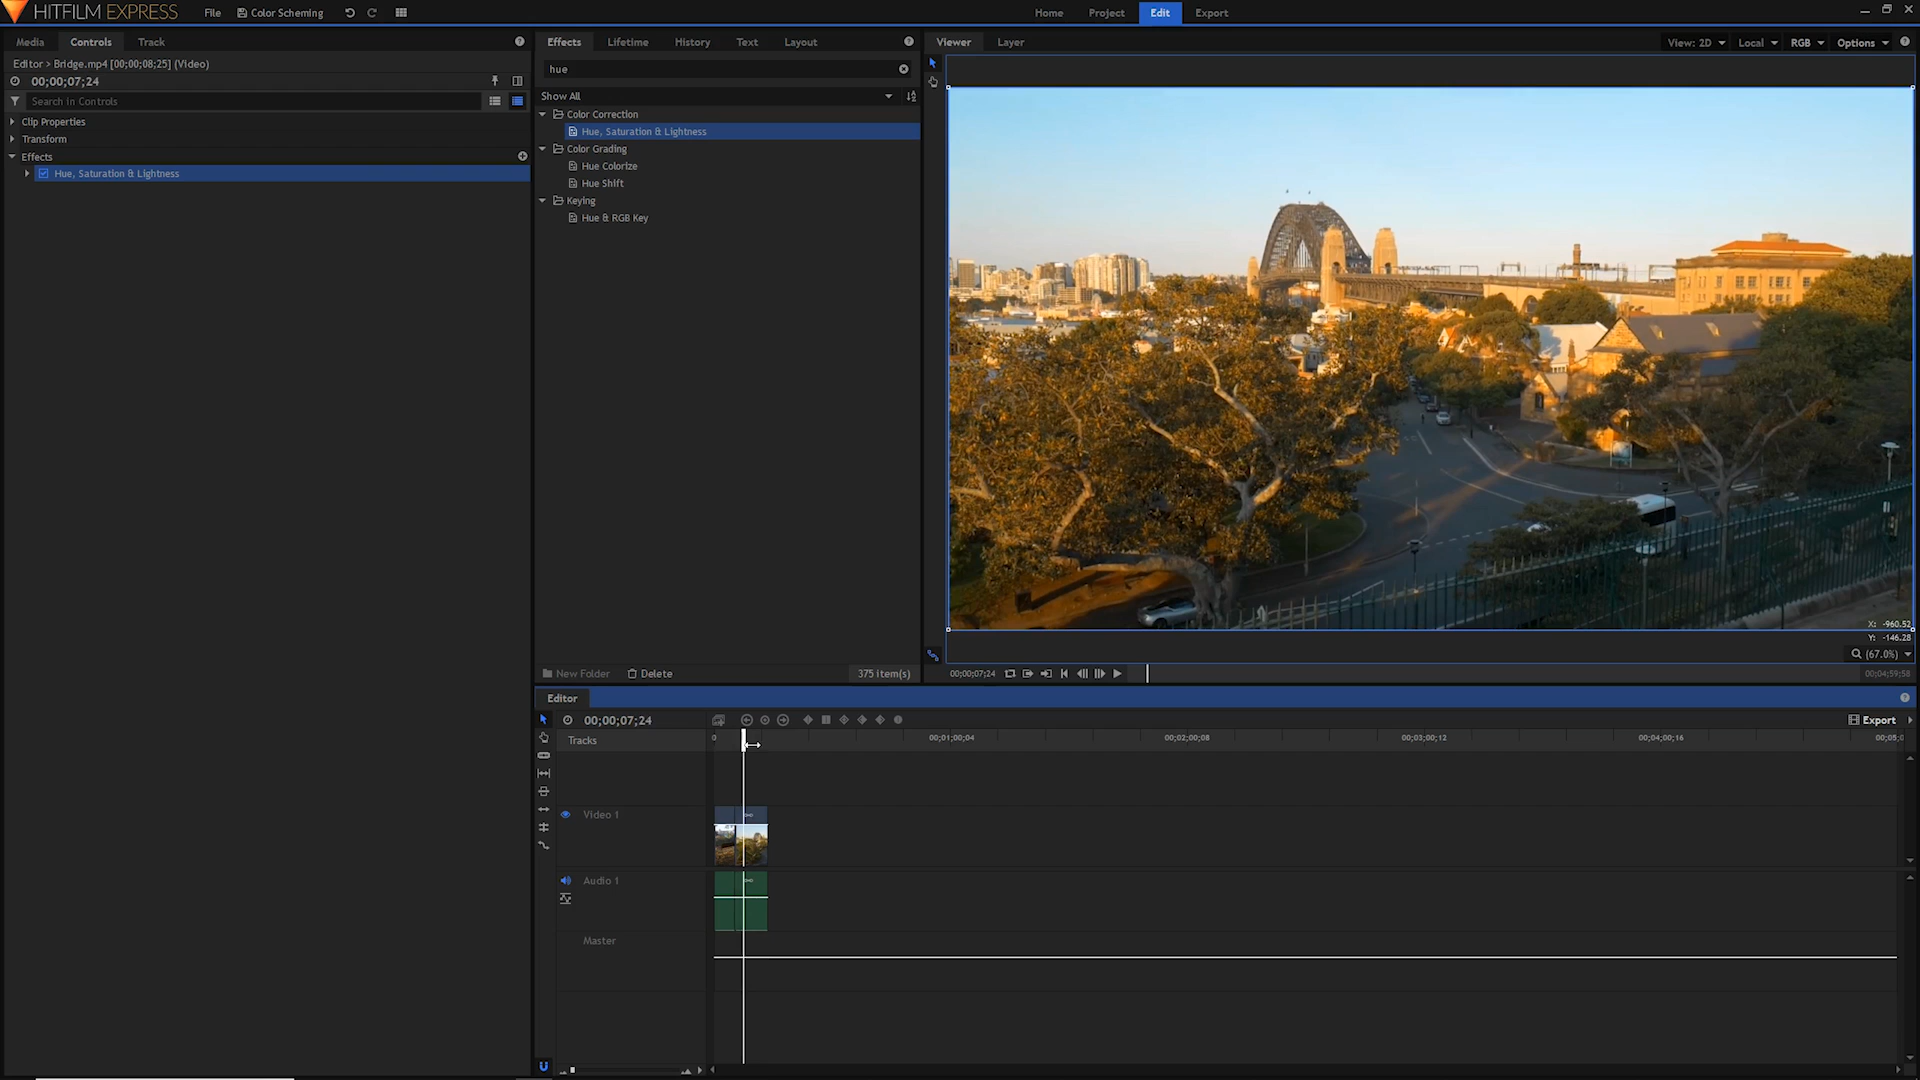 HITFILM EXPRESS File Color Scheming Home Project Edit Export
Media Controls Track
Editor > Bridge.mp4 [00;00;08;25] (Video)
00;00;07;24
Search in Controls
Clip Properties
Transform
Effects
Hue, Saturation & Lightness
Effects Lifetime History Text Layout
hue
Show All
Color Correction
Hue, Saturation & Lightness
Color Grading
Hue Colorize
Hue Shift
Keying
Hue & RGB Key
New Folder Delete 375 item(s)
Viewer Layer View: 2D Local RGB Options
X: -960.52
Y: -146.28
(67.0%)
00;00;07;24 00;04;59;58
Editor
00;00;07;24 Export
Tracks 0 00;01;00;04 00;02;00;08 00;03;00;12 00;04;00;16 00;05;0
Video 1
Audio 1
Master